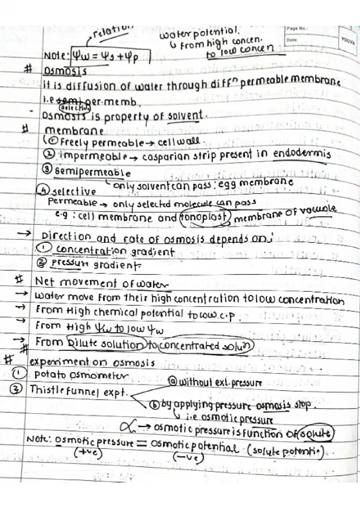 relation
water potential.
↳ from high concen.
to low concen
Page No.:
Date:
Note: Ψw = Ψs + Ψp
# Osmosis
it is diffusion of water through diffⁿ permeable membrane
i.e semi per memb.
selective
- Osmosis is property of solvent.
# membrane
① Freely permeable → cell wall.
② impermeable → casparian strip present in endodermis
③ semipermeable
↳ only solvent can pass: egg membrane
④ selective
Permeable → only selected molecule can pass
e.g: cell membrane and tonoplast, membrane of vacuole
→ Direction and rate of osmosis depends on;
① concentration gradient
② pressure gradient
# Net movement of water
→ water move from their high concentration to low concentration
→ From High chemical potential to low c.p.
→ From High Ψw to low Ψw
→ From Dilute solution to concentrated solun
# experiment on osmosis
① potato osmometer
② Thistle funnel expt.
ⓐ without ext. pressure
ⓑ by applying pressure osmosis stop.
↳ i.e osmotic pressure
∝ → osmotic pressure is function of solute
Note: osmotic pressure = osmotic potential (solute potential).
(+ve) (-ve)